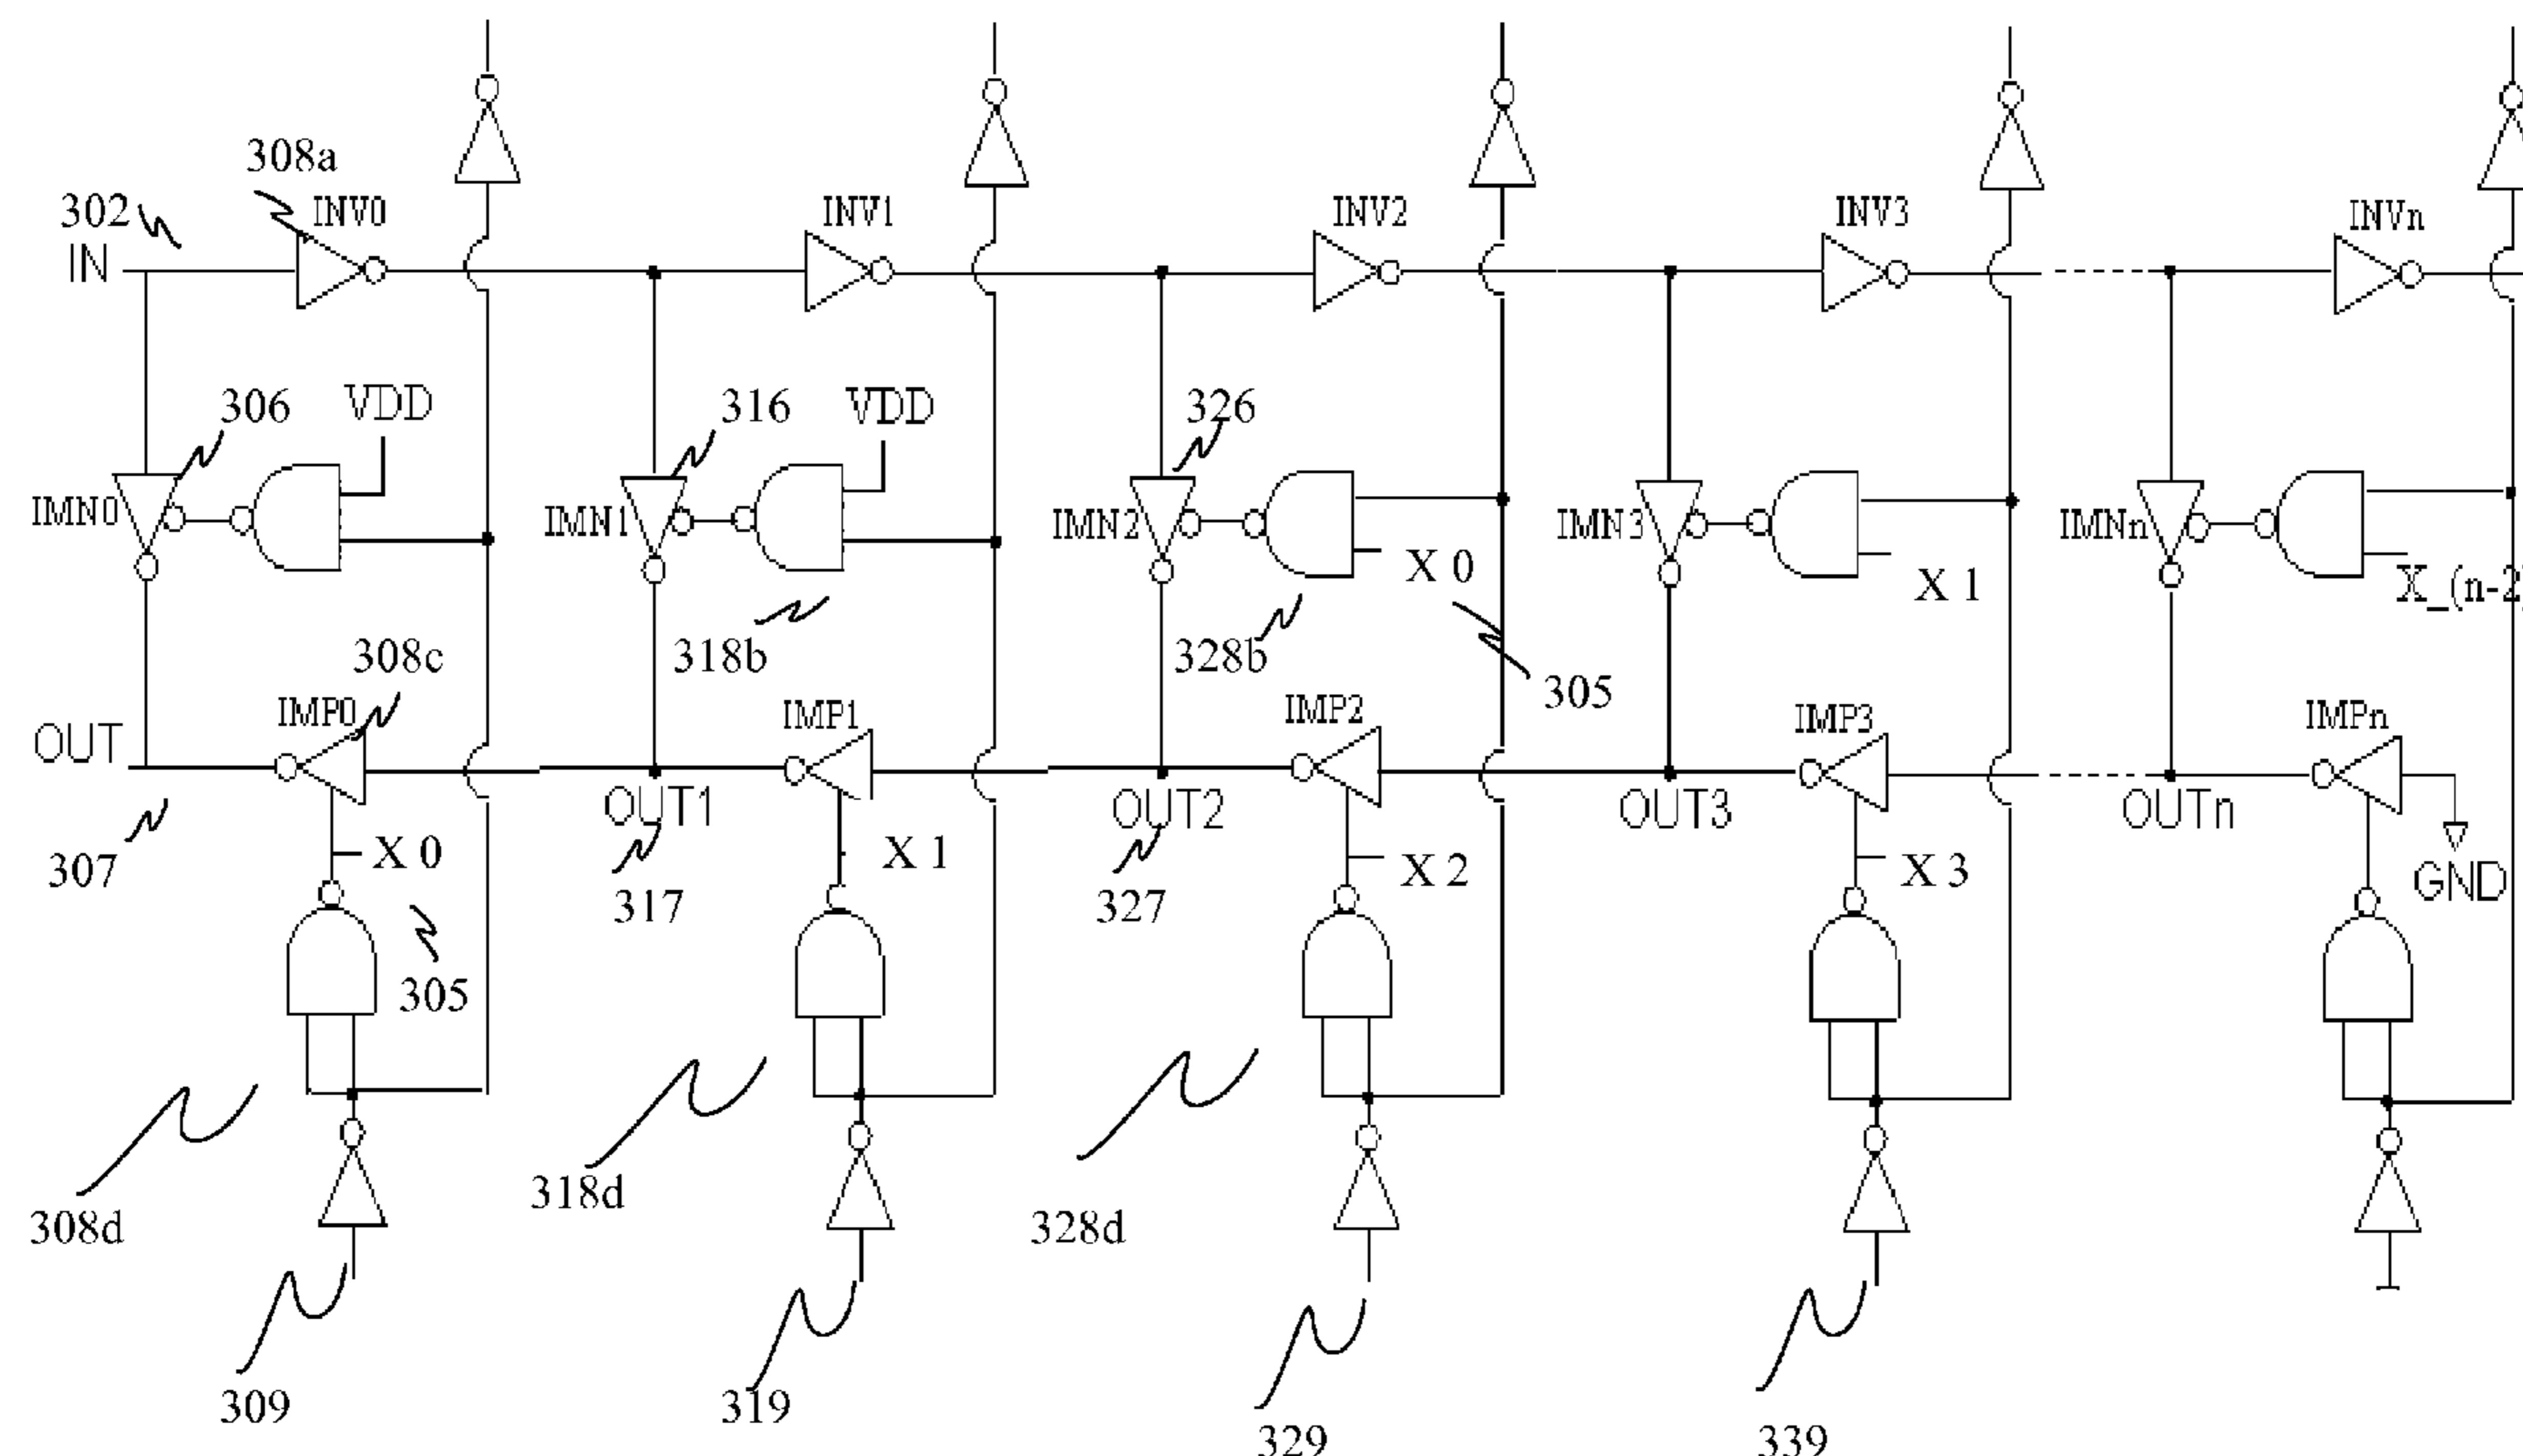 308a
302
INV0
INV1
INV2
INV3
INVn
IN
306
VDD
316
VDD
326
IMN0
IMN1
IMN2
IMN3
IMNn
X 0
X 1
X_(n-2)
318b
328b
308c
305
IMP0
IMP1
IMP2
IMP3
IMPn
OUT
OUT1
OUT2
OUT3
OUTn
307
X 0
X 1
X 2
X 3
GND
317
327
305
308d
318d
328d
309
319
329
339